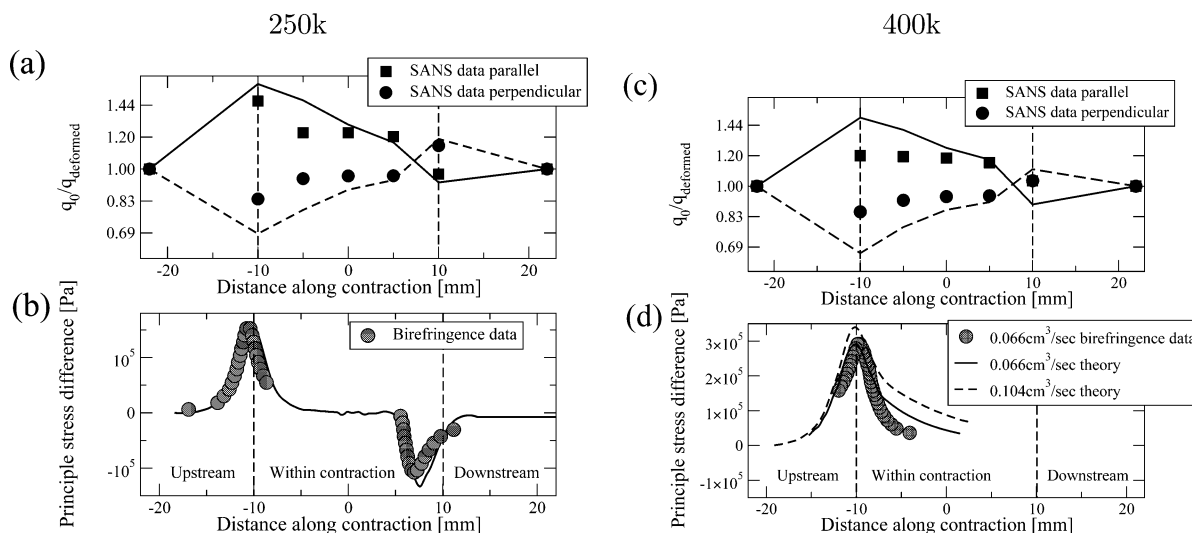 250k
400k
(a)
SANS data parallel
SANS data perpendicular
q0/qdeformed
1.44
1.20
1.00
0.83
0.69
-20
-10
0
10
20
Distance along contraction [mm]
(c)
SANS data parallel
SANS data perpendicular
q0/qdeformed
1.44
1.20
1.00
0.83
0.69
-20
-10
0
10
20
Distance along contraction [mm]
(b)
Principle stress difference [Pa]
Birefringence data
10^5
0
-10^5
Upstream
Within contraction
Downstream
-20
-10
0
10
20
Distance along contraction [mm]
(d)
Principle stress difference [Pa]
0.066cm^3/sec birefringence data
0.066cm^3/sec theory
0.104cm^3/sec theory
3×10^5
2×10^5
1×10^5
0
-1×10^5
Upstream
Within contraction
Downstream
-20
-10
0
10
20
Distance along contraction [mm]